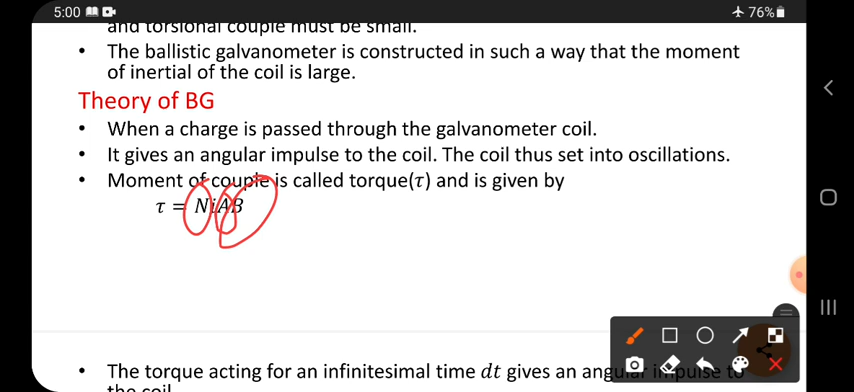 5:00 76%
and torsional couple must be small.
• The ballistic galvanometer is constructed in such a way that the moment
of inertial of the coil is large.
Theory of BG
• When a charge is passed through the galvanometer coil.
• It gives an angular impulse to the coil. The coil thus set into oscillations.
• Moment of couple is called torque(τ) and is given by
τ = NiAB
• The torque acting for an infinitesimal time dt gives an angular impulse to
the coil